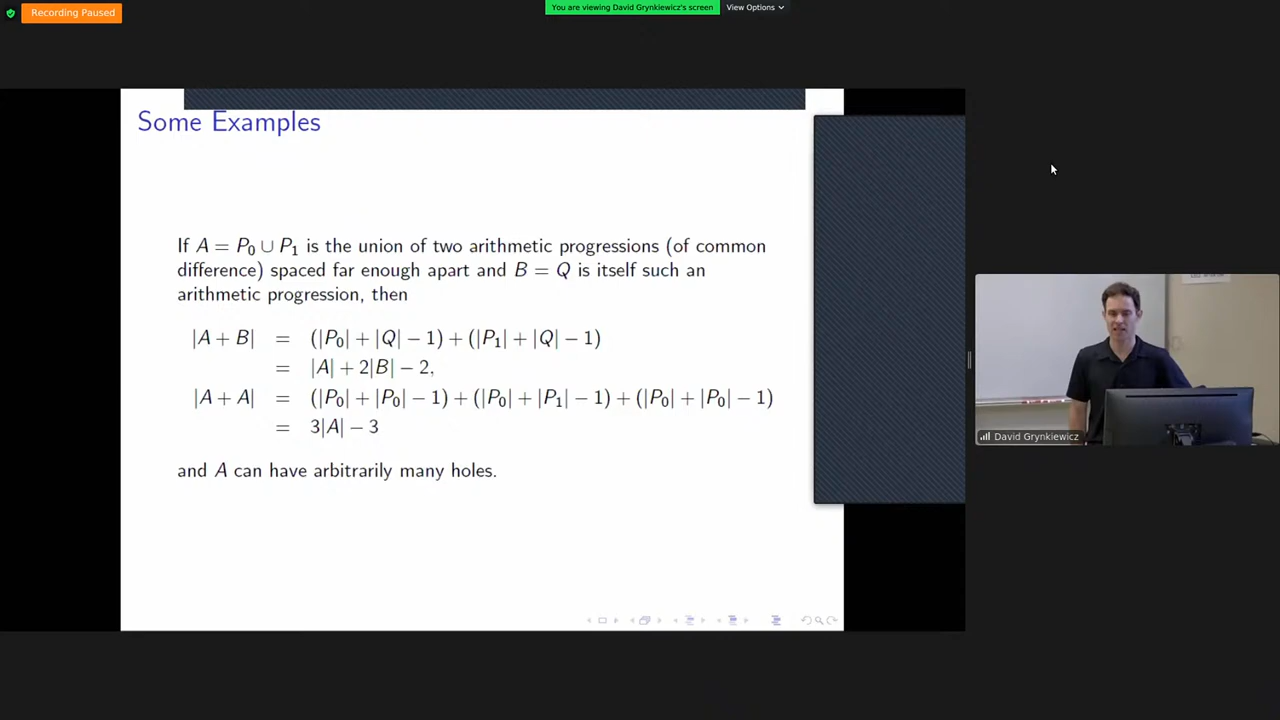 Recording Paused
You are viewing David Grynkiewicz's screen
View Options
Some Examples
If A = P₀ ∪ P₁ is the union of two arithmetic progressions (of common
difference) spaced far enough apart and B = Q is itself such an
arithmetic progression, then
|A + B| = (|P₀| + |Q| − 1) + (|P₁| + |Q| − 1)
= |A| + 2|B| − 2,
|A + A| = (|P₀| + |P₀| − 1) + (|P₀| + |P₁| − 1) + (|P₀| + |P₀| − 1)
= 3|A| − 3
and A can have arbitrarily many holes.
David Grynkiewicz